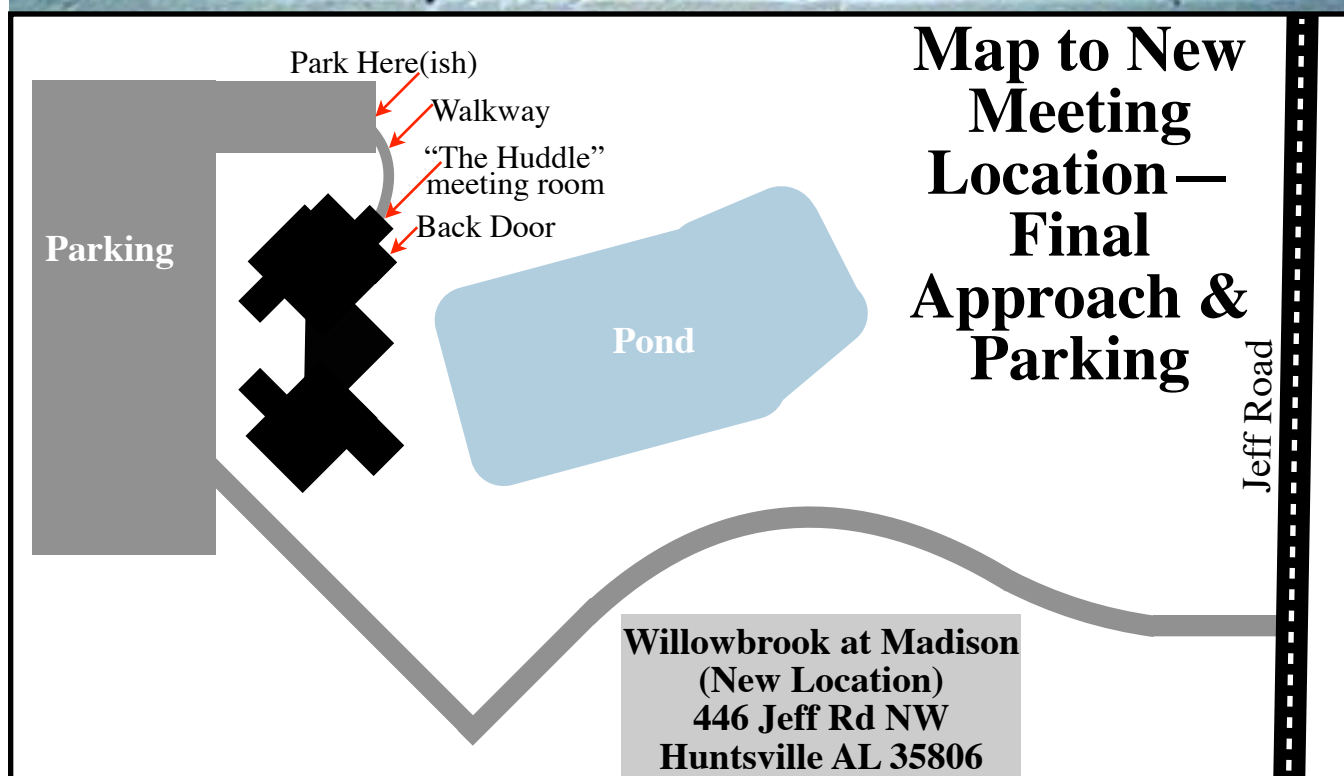 Map to New
Meeting
Location—
Final
Approach &
Parking
Park Here(ish)
Walkway
“The Huddle”
meeting room
Back Door
Parking
Pond
Jeff Road
Willowbrook at Madison
(New Location)
446 Jeff Rd NW
Huntsville AL 35806